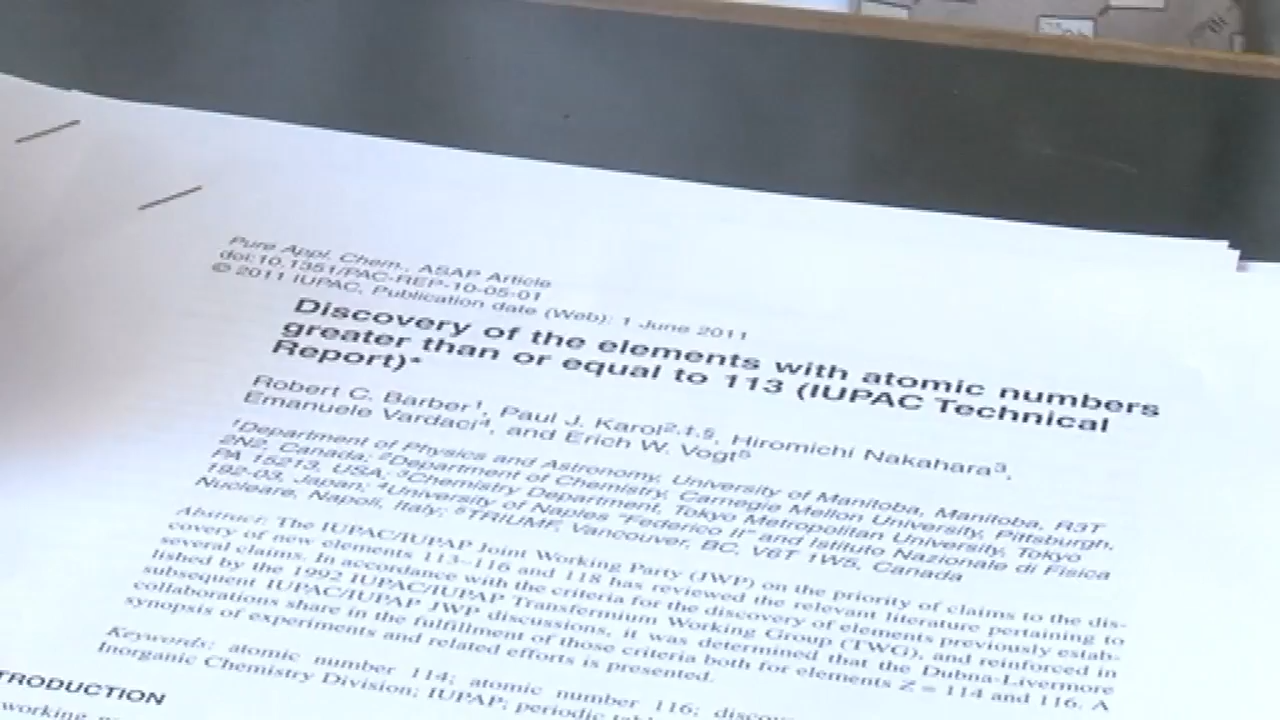 Pure Appl. Chem., ASAP Article
doi:10.1351/PAC-REP-10-05-01
© 2011 IUPAC, Publication date (Web): 1 June 2011
Discovery of the elements with atomic numbers
greater than or equal to 113 (IUPAC Technical
Report)*
Robert C. Barber1, Paul J. Karol2,‡,§, Hiromichi Nakahara3,
Emanuele Vardaci4, and Erich W. Vogt5
1Department of Physics and Astronomy, University of Manitoba, Manitoba, R3T
2N2, Canada; 2Department of Chemistry, Carnegie Mellon University, Pittsburgh,
PA 15213, USA; 3Chemistry Department, Tokyo Metropolitan University, Tokyo
192-03, Japan; 4University of Naples "Federico II" and Istituto Nazionale di Fisica
Nucleare, Napoli, Italy; 5TRIUMF, Vancouver, BC, V6T 1W5, Canada
Abstract: The IUPAC/IUPAP Joint Working Party (JWP) on the priority of claims to the dis-
covery of new elements 113–116 and 118 has reviewed the relevant literature pertaining to
several claims. In accordance with the criteria for the discovery of elements previously estab-
lished by the 1992 IUPAC/IUPAP Transfermium Working Group (TWG), and reinforced in
subsequent IUPAC/IUPAP JWP discussions, it was determined that the Dubna-Livermore
collaborations share in the fulfillment of those criteria both for elements Z = 114 and 116. A
synopsis of experiments and related efforts is presented.
Keywords: atomic number 114; atomic number 116;
Inorganic Chemistry Division; IUPAC; IUPAP; periodic
TRODUCTION
working